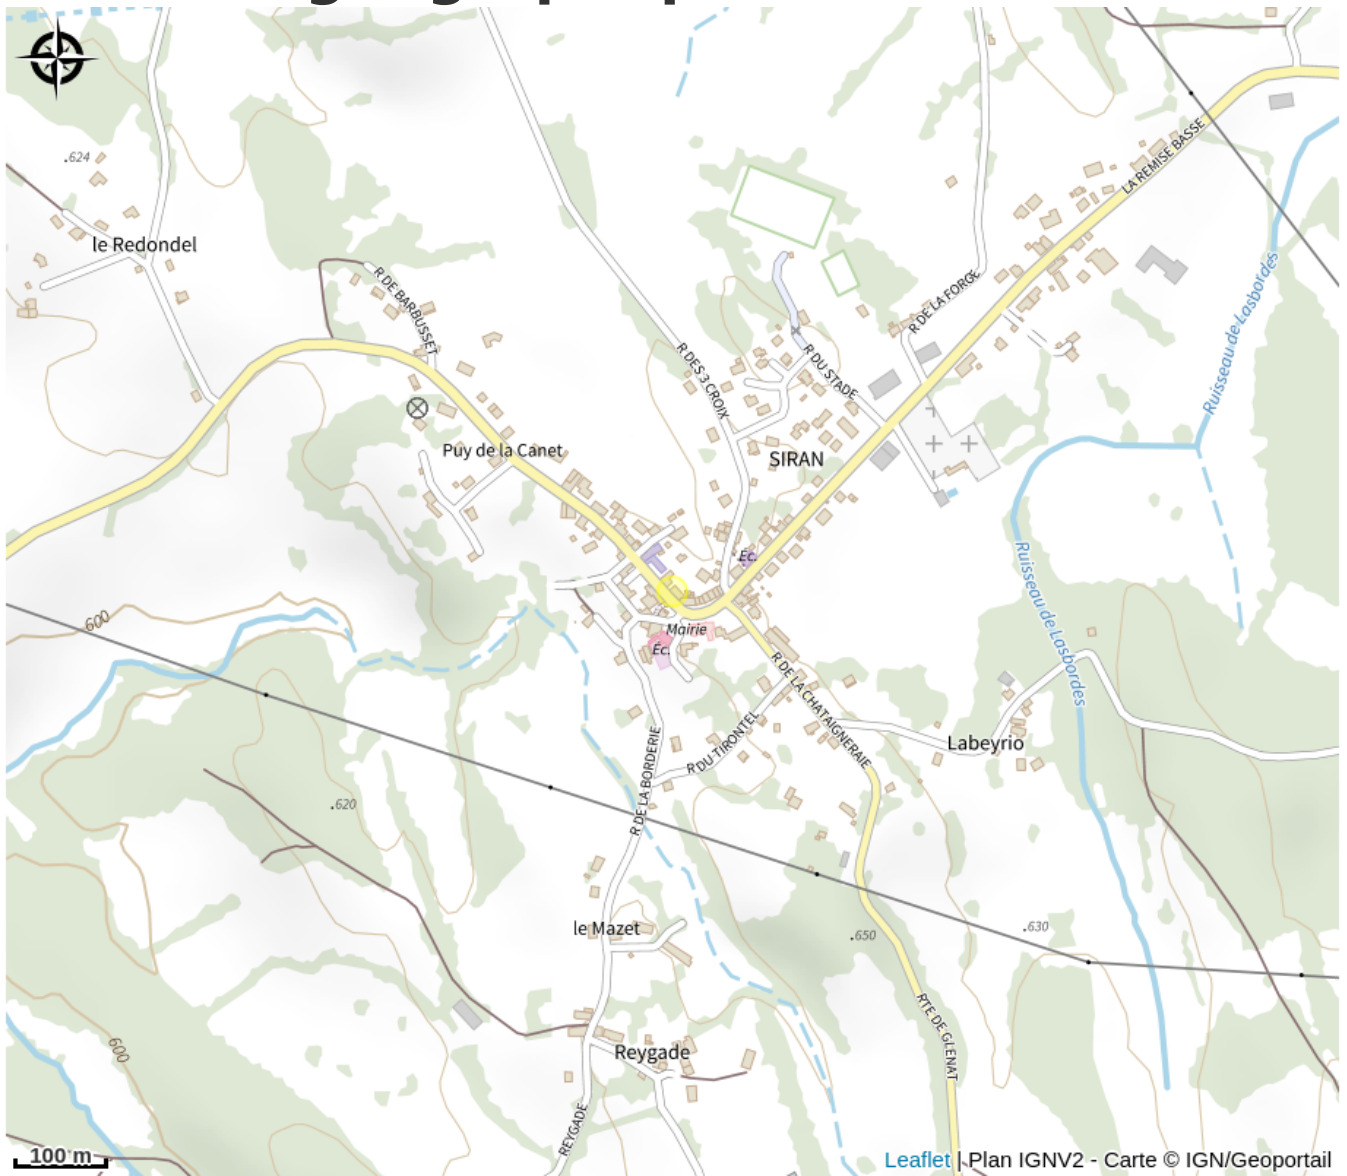 .624
le Redondel
R DE BARBUSSET
LA REMISE BASSE
R DE LA FORGE
Ruisseau de Lasbordes
R DES 3 CROIX
R DU STADE
Puy de la Canet
SIRAN
Éc.
600
Mairie
Éc.
Ruisseau de Lasbordes
R DE LA CHATAIGNERAIE
R DU TIRONTEL
Labeyrio
R DE LA BORDERIE
.620
le Mazet
.650
.630
RTE DE GLENAT
600
Reygade
REYGADE
100 m
Leaflet | Plan IGNV2 - Carte © IGN/Geoportail